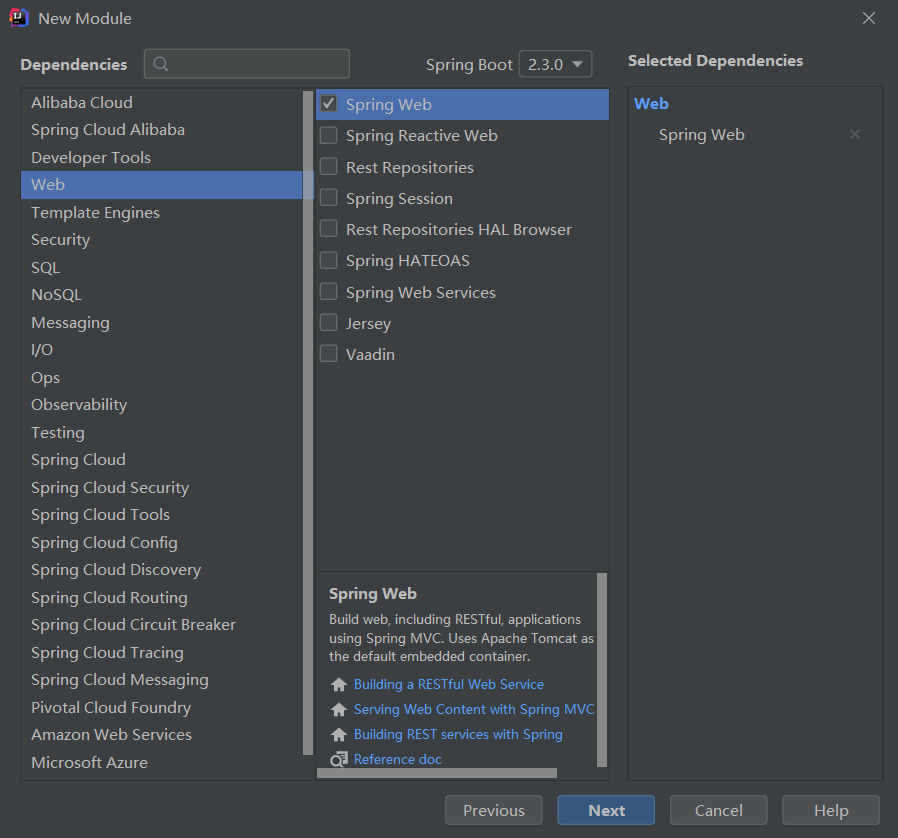 New Module
Dependencies
Spring Boot 2.3.0
Selected Dependencies
Alibaba Cloud
Spring Cloud Alibaba
Developer Tools
Web
Template Engines
Security
SQL
NoSQL
Messaging
I/O
Ops
Observability
Testing
Spring Cloud
Spring Cloud Security
Spring Cloud Tools
Spring Cloud Config
Spring Cloud Discovery
Spring Cloud Routing
Spring Cloud Circuit Breaker
Spring Cloud Tracing
Spring Cloud Messaging
Pivotal Cloud Foundry
Amazon Web Services
Microsoft Azure
Spring Web
Spring Reactive Web
Rest Repositories
Spring Session
Rest Repositories HAL Browser
Spring HATEOAS
Spring Web Services
Jersey
Vaadin
Spring Web
Build web, including RESTful, applications
using Spring MVC. Uses Apache Tomcat as
the default embedded container.
Building a RESTful Web Service
Serving Web Content with Spring MVC
Building REST services with Spring
Reference doc
Web
Spring Web
Previous
Next
Cancel
Help